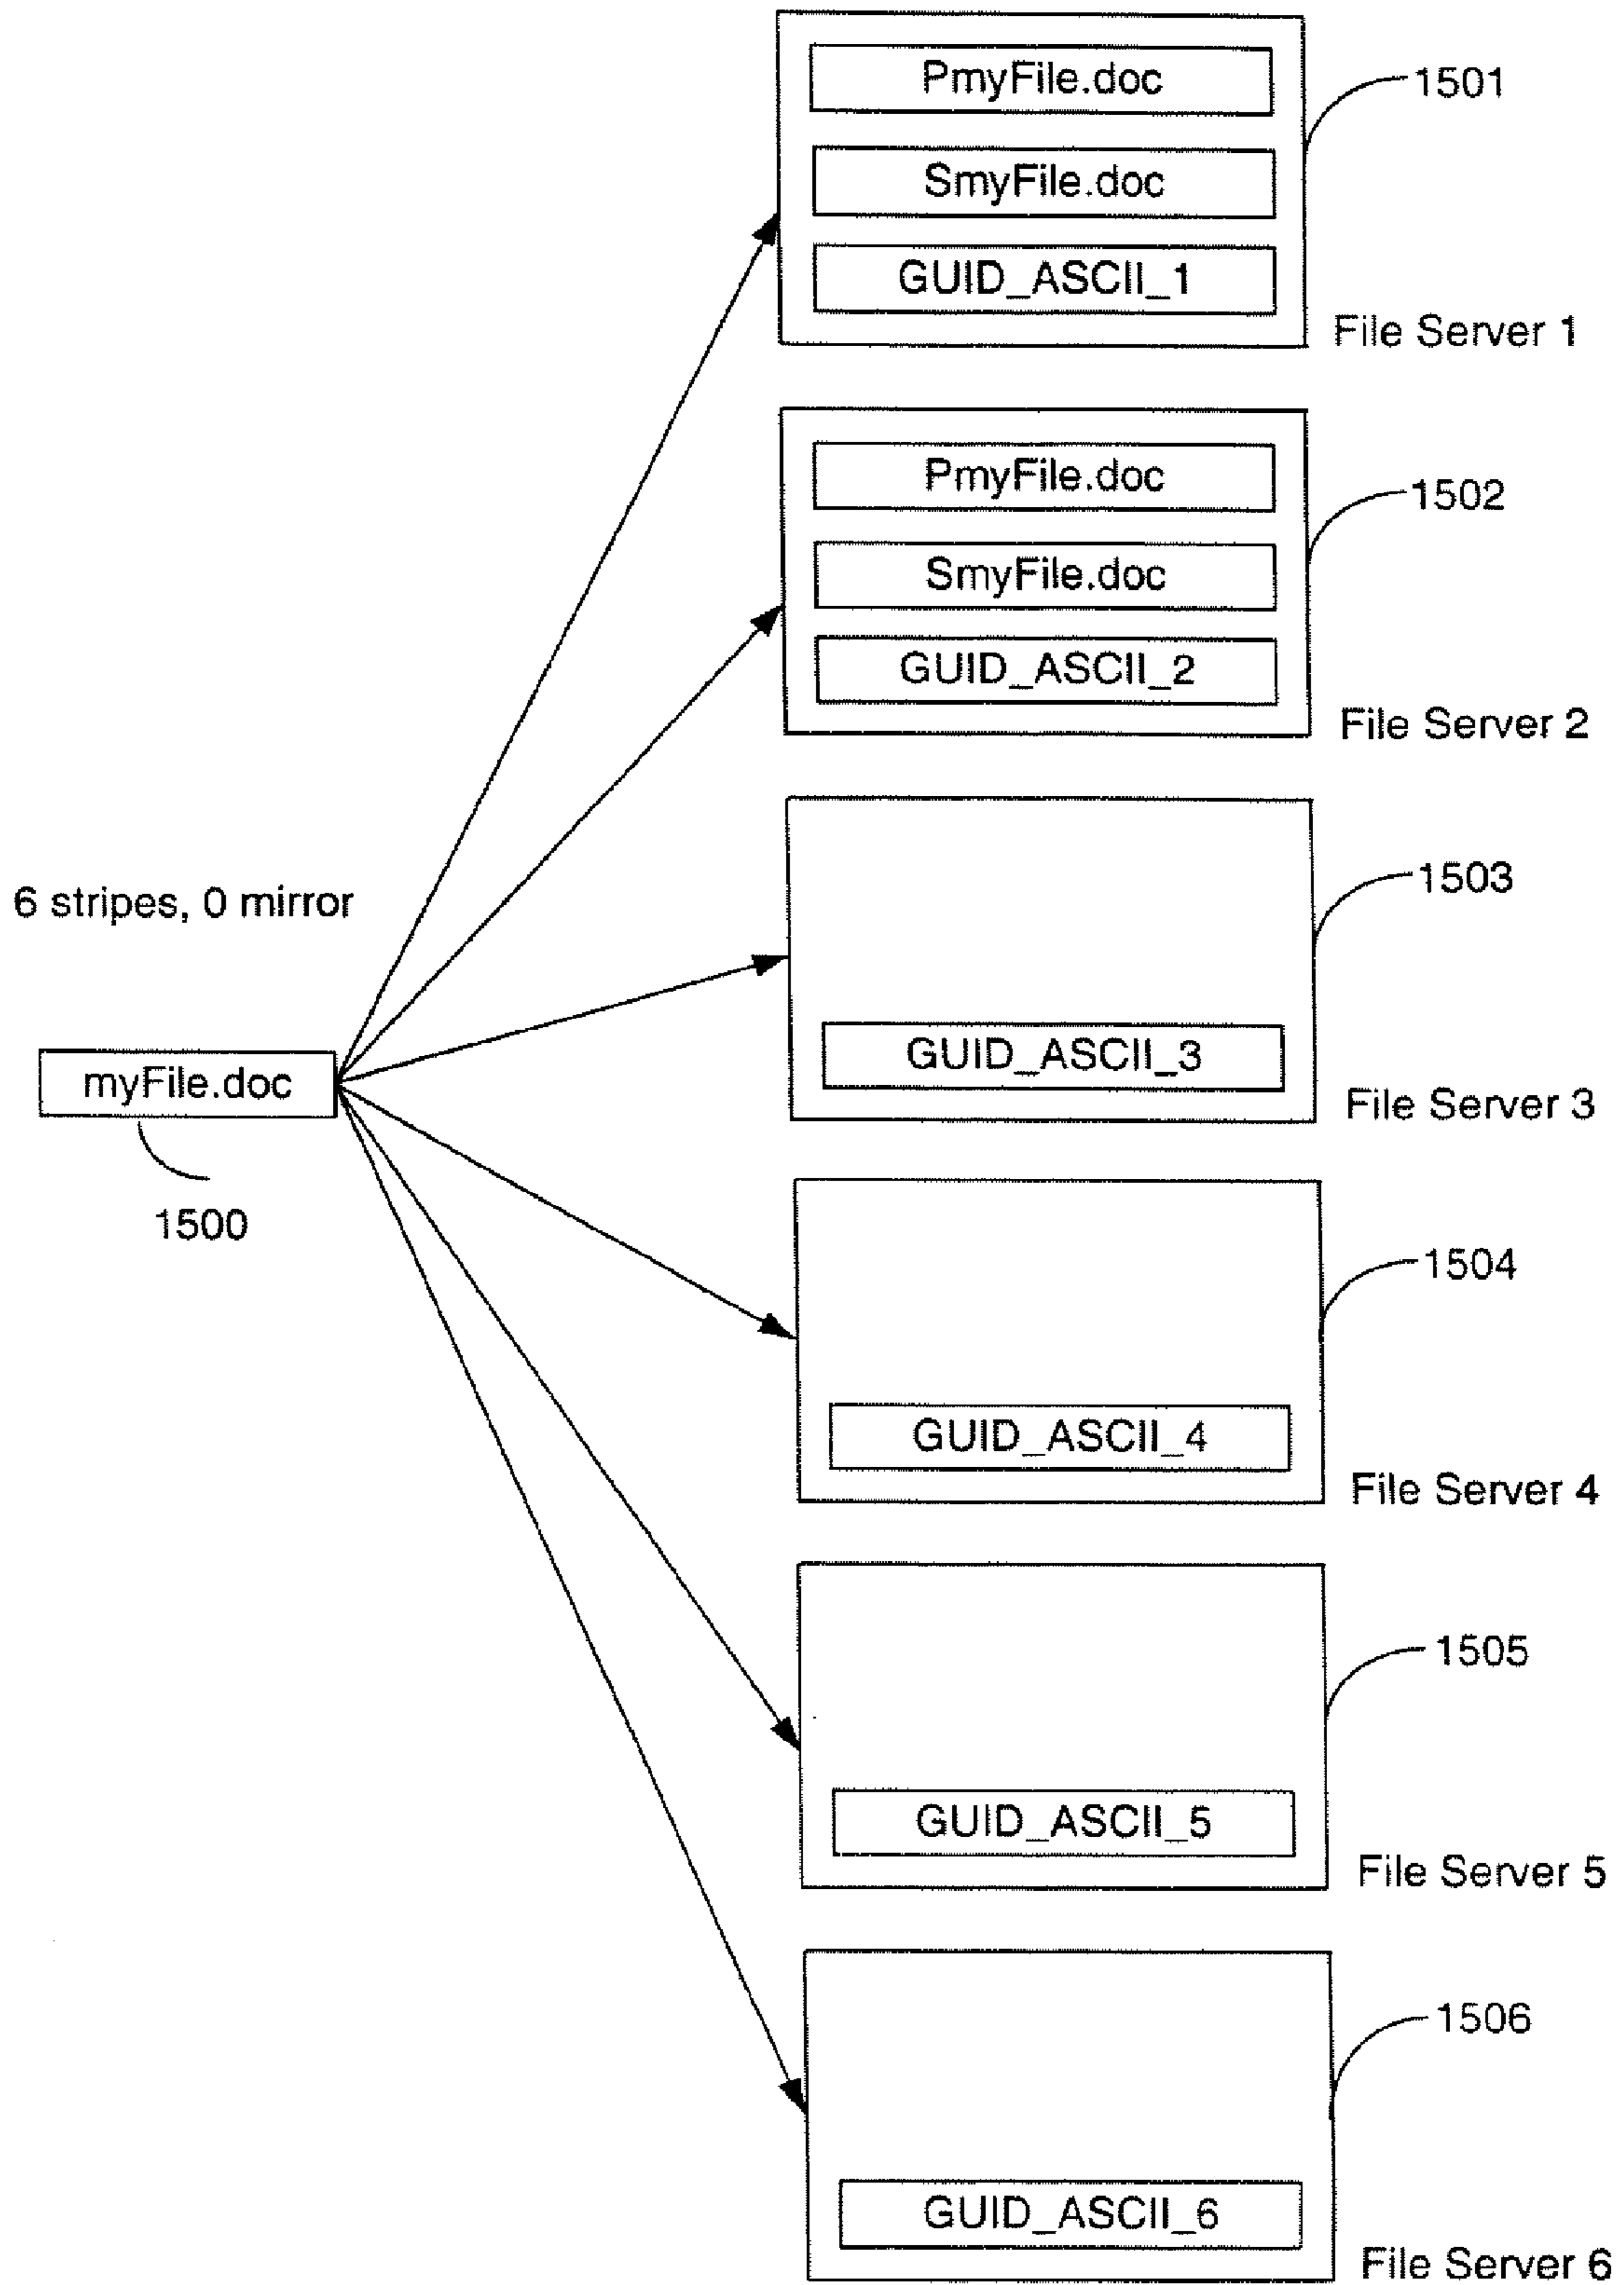 PmyFile.doc
1501
SmyFile.doc
GUID_ASCII_1
File Server 1
PmyFile.doc
1502
SmyFile.doc
GUID_ASCII_2
File Server 2
1503
6 stripes, 0 mirror
GUID_ASCII_3
myFile.doc
File Server 3
1500
1504
GUID_ASCII_4
File Server 4
1505
GUID_ASCII_5
File Server 5
1506
GUID_ASCII_6
File Server 6